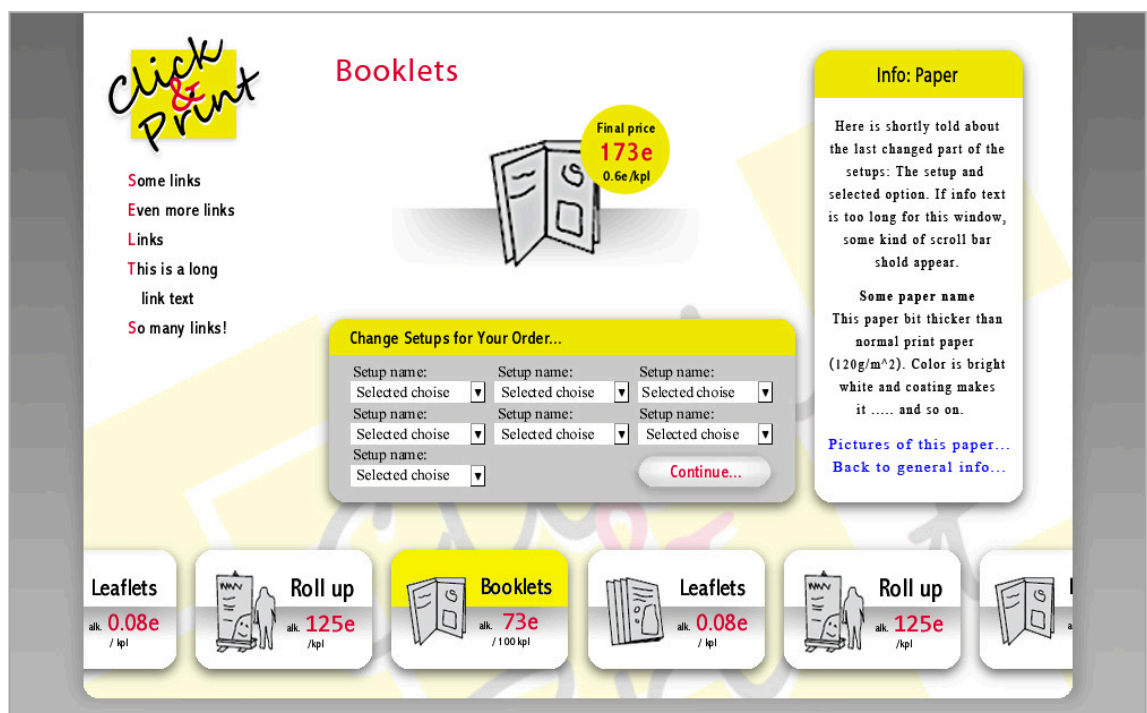 Click
&
Print
Some links
Even more links
Links
This is a long
link text
So many links!
Booklets
Final price
173e
0.6e/kpl
Change Setups for Your Order...
Setup name: Setup name: Setup name:
Selected choise Selected choise Selected choise
Setup name: Setup name: Setup name:
Selected choise Selected choise Selected choise
Setup name:
Selected choise
Continue...
Info: Paper
Here is shortly told about
the last changed part of the
setups: The setup and
selected option. If info text
is too long for this window,
some kind of scroll bar
shold appear.
Some paper name
This paper bit thicker than
normal print paper
(120g/m^2). Color is bright
white and coating makes
it ..... and so on.
Pictures of this paper...
Back to general info...
Leaflets
alk. 0.08e
/ kpl
Roll up
alk. 125e
/kpl
Booklets
alk. 73e
/ 100 kpl
Leaflets
alk. 0.08e
/ kpl
Roll up
alk. 125e
/kpl